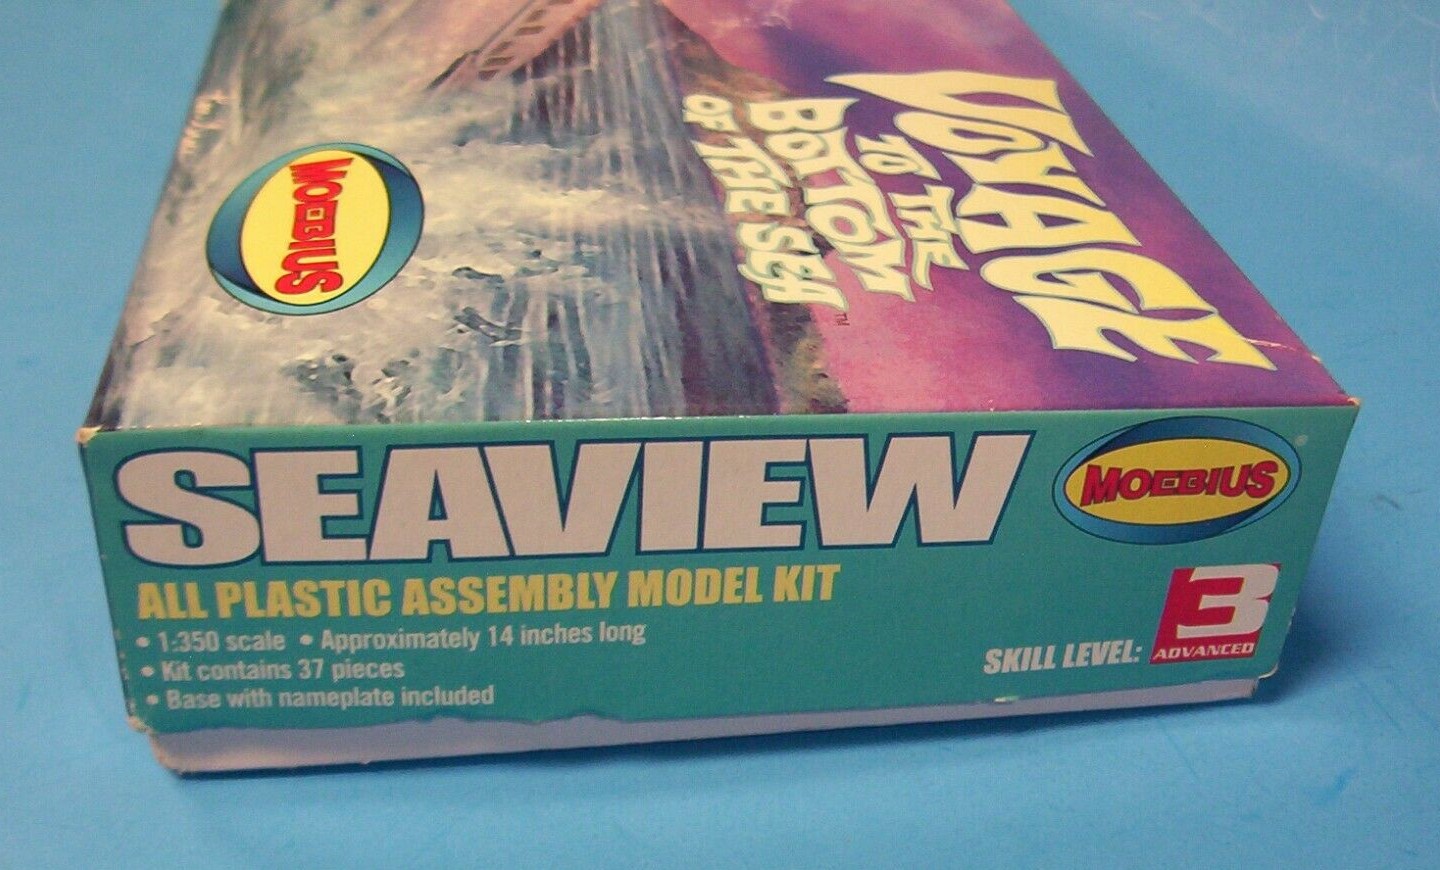 VOYAGE
TO THE
BOTTOM
OF THE SEA™
MOEBIUS
SEAVIEW
MOEBIUS®
ALL PLASTIC ASSEMBLY MODEL KIT
• 1:350 scale • Approximately 14 inches long
• Kit contains 37 pieces
• Base with nameplate included
SKILL LEVEL: 3
ADVANCED